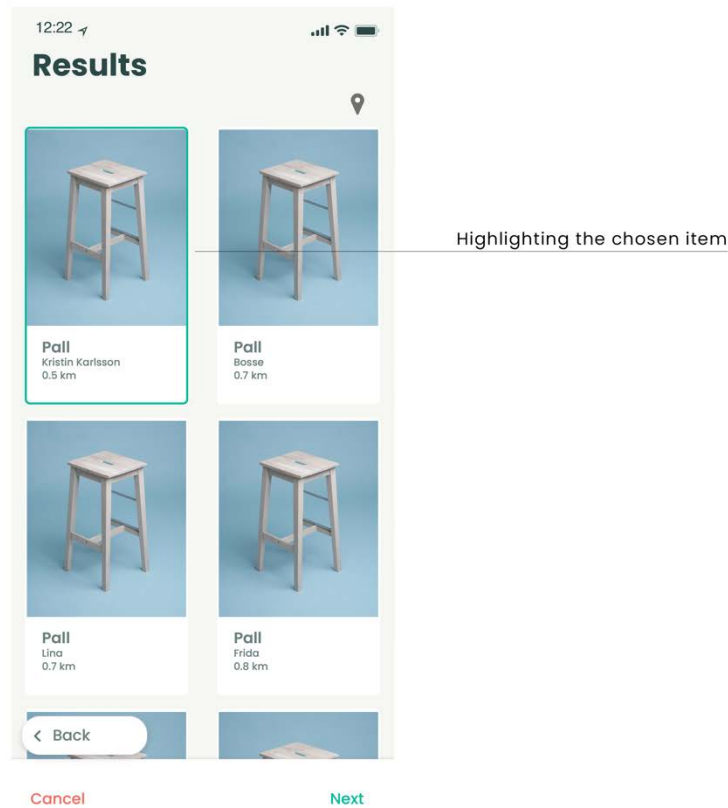 12:22
Results
Highlighting the chosen item
Pall
Kristin Karlsson
0.5 km
Pall
Bosse
0.7 km
Pall
Lina
0.7 km
Pall
Frida
0.8 km
Back
Cancel
Next